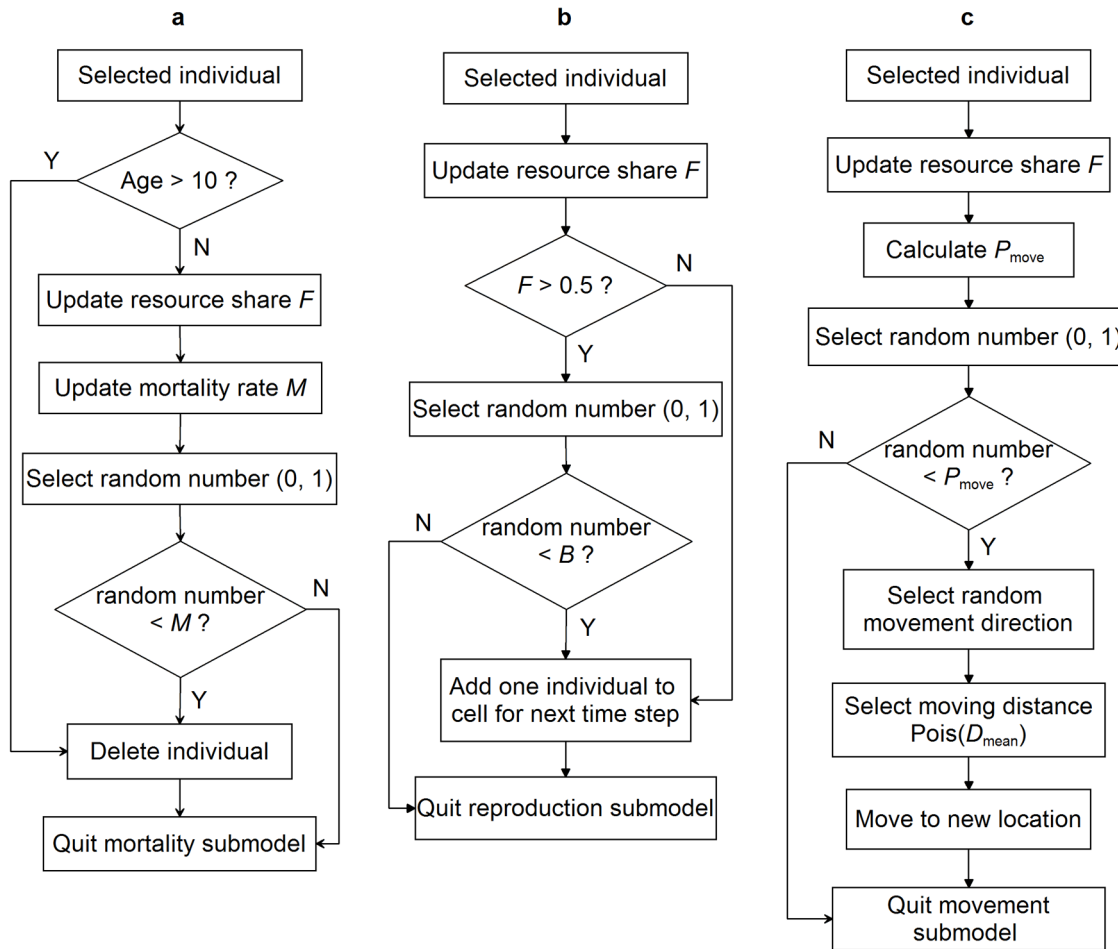 a
Selected individual
Y
Age > 10 ?
N
Update resource share F
Update mortality rate M
Select random number (0, 1)
random number
< M ?
N
Y
Delete individual
Quit mortality submodel
b
Selected individual
Update resource share F
N
F > 0.5 ?
Y
Select random number (0, 1)
N
random number
< B ?
Y
Add one individual to
cell for next time step
Quit reproduction submodel
c
Selected individual
Update resource share F
Calculate Pmove
Select random number (0, 1)
N
random number
< Pmove ?
Y
Select random
movement direction
Select moving distance
Pois(Dmean)
Move to new location
Quit movement
submodel